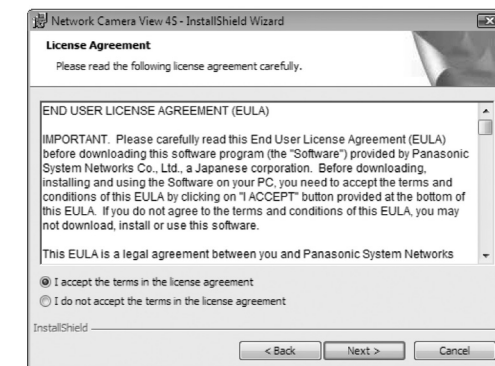 Network Camera View 4S - InstallShield Wizard
License Agreement
Please read the following license agreement carefully.
END USER LICENSE AGREEMENT (EULA)
IMPORTANT. Please carefully read this End User License Agreement (EULA)
before downloading this software program (the "Software") provided by Panasonic
System Networks Co., Ltd., a Japanese corporation. Before downloading,
installing and using the Software on your PC, you need to accept the terms and
conditions of this EULA by clicking on "I ACCEPT" button provided at the bottom of
this EULA. If you do not agree to the terms and conditions of this EULA, you may
not download, install or use this software.
This EULA is a legal agreement between you and Panasonic System Networks
I accept the terms in the license agreement
I do not accept the terms in the license agreement
InstallShield
< Back Next > Cancel